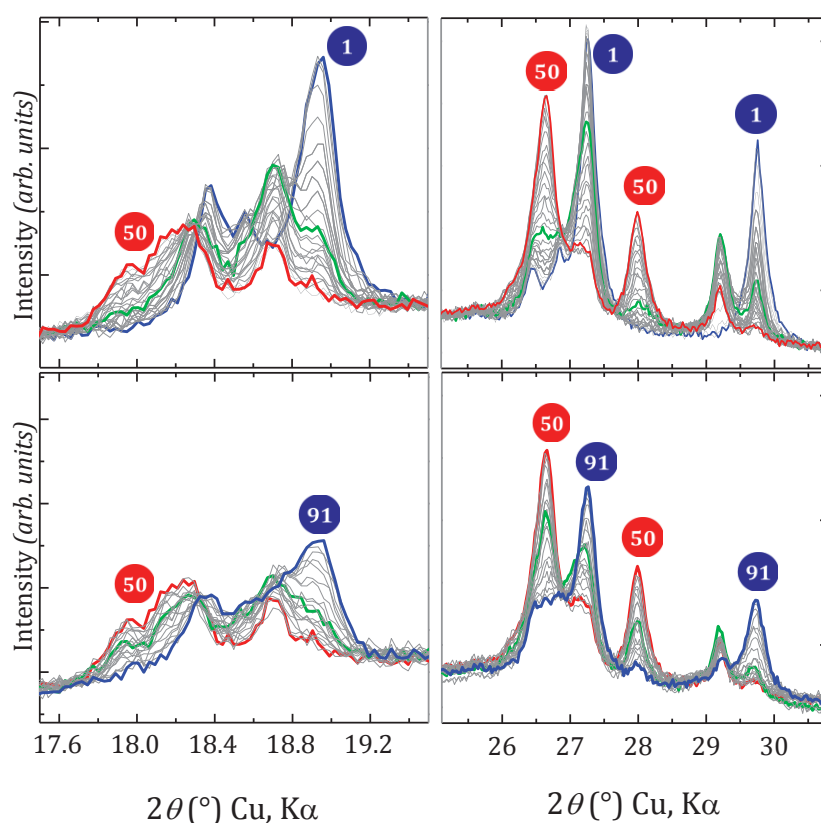 Intensity (arb. units)
50
1
50
1
50
1
Intensity (arb. units)
50
91
50
91
50
91
17.6 18.0 18.4 18.8 19.2
26 27 28 29 30
2θ (°) Cu, Kα
2θ (°) Cu, Kα